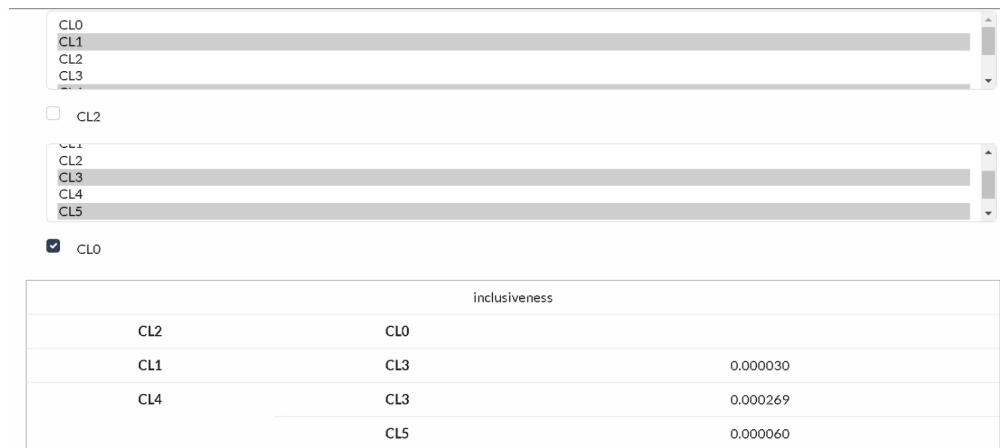 CL0
CL1
CL2
CL3
CL2
CL2
CL3
CL4
CL5
CL0
inclusiveness
CL2 CL0
CL1 CL3 0.000030
CL4 CL3 0.000269
CL5 0.000060